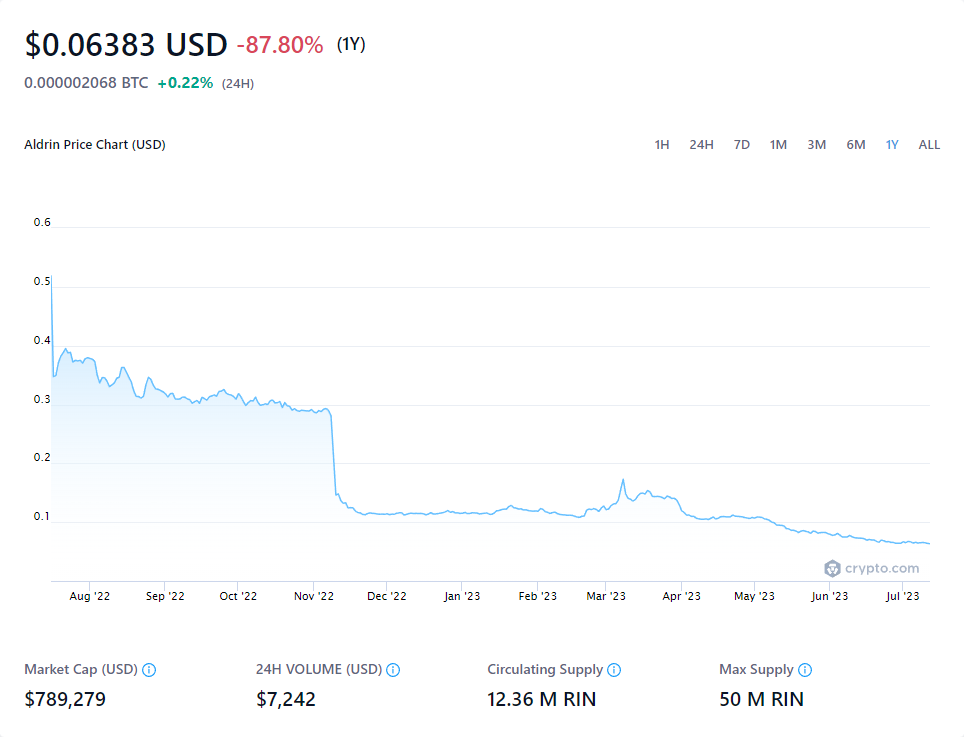 $0.06383 USD -87.80% (1Y)
0.000002068 BTC +0.22% (24H)
Aldrin Price Chart (USD) 1H 24H 7D 1M 3M 6M 1Y ALL
0.6
0.5
0.4
0.3
0.2
0.1
crypto.com
Aug '22 Sep '22 Oct '22 Nov '22 Dec '22 Jan '23 Feb '23 Mar '23 Apr '23 May '23 Jun '23 Jul '23
Market Cap (USD) 24H VOLUME (USD) Circulating Supply Max Supply
$789,279 $7,242 12.36 M RIN 50 M RIN